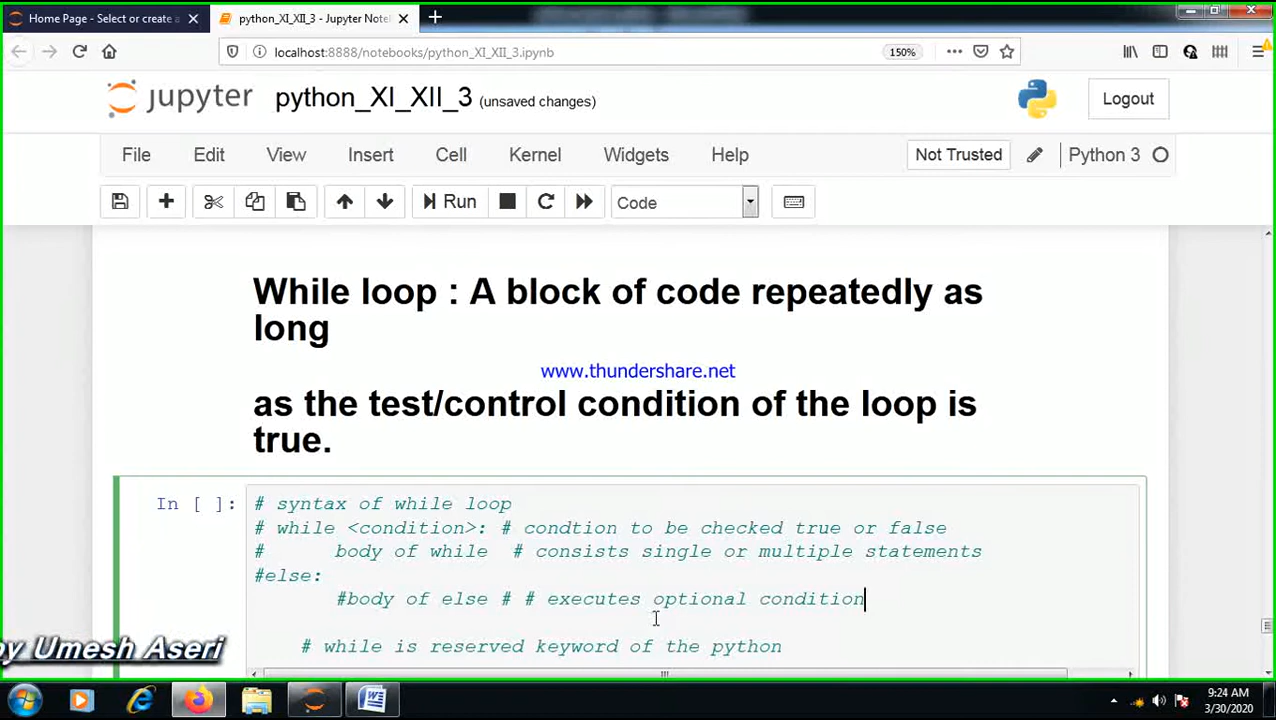 Home Page - Select or create a
python_XI_XII_3 - Jupyter Note
localhost:8888/notebooks/python_XI_XII_3.ipynb
150%
jupyter python_XI_XII_3 (unsaved changes)
Logout
File Edit View Insert Cell Kernel Widgets Help
Not Trusted
Python 3
Run
Code
While loop : A block of code repeatedly as
long
www.thundershare.net
as the test/control condition of the loop is
true.
In [ ]:
# syntax of while loop
# while <condition>: # condtion to be checked true or false
# body of while # consists single or multiple statements
#else:
#body of else # # executes optional condition
# while is reserved keyword of the python
by Umesh Aseri
9:24 AM
3/30/2020